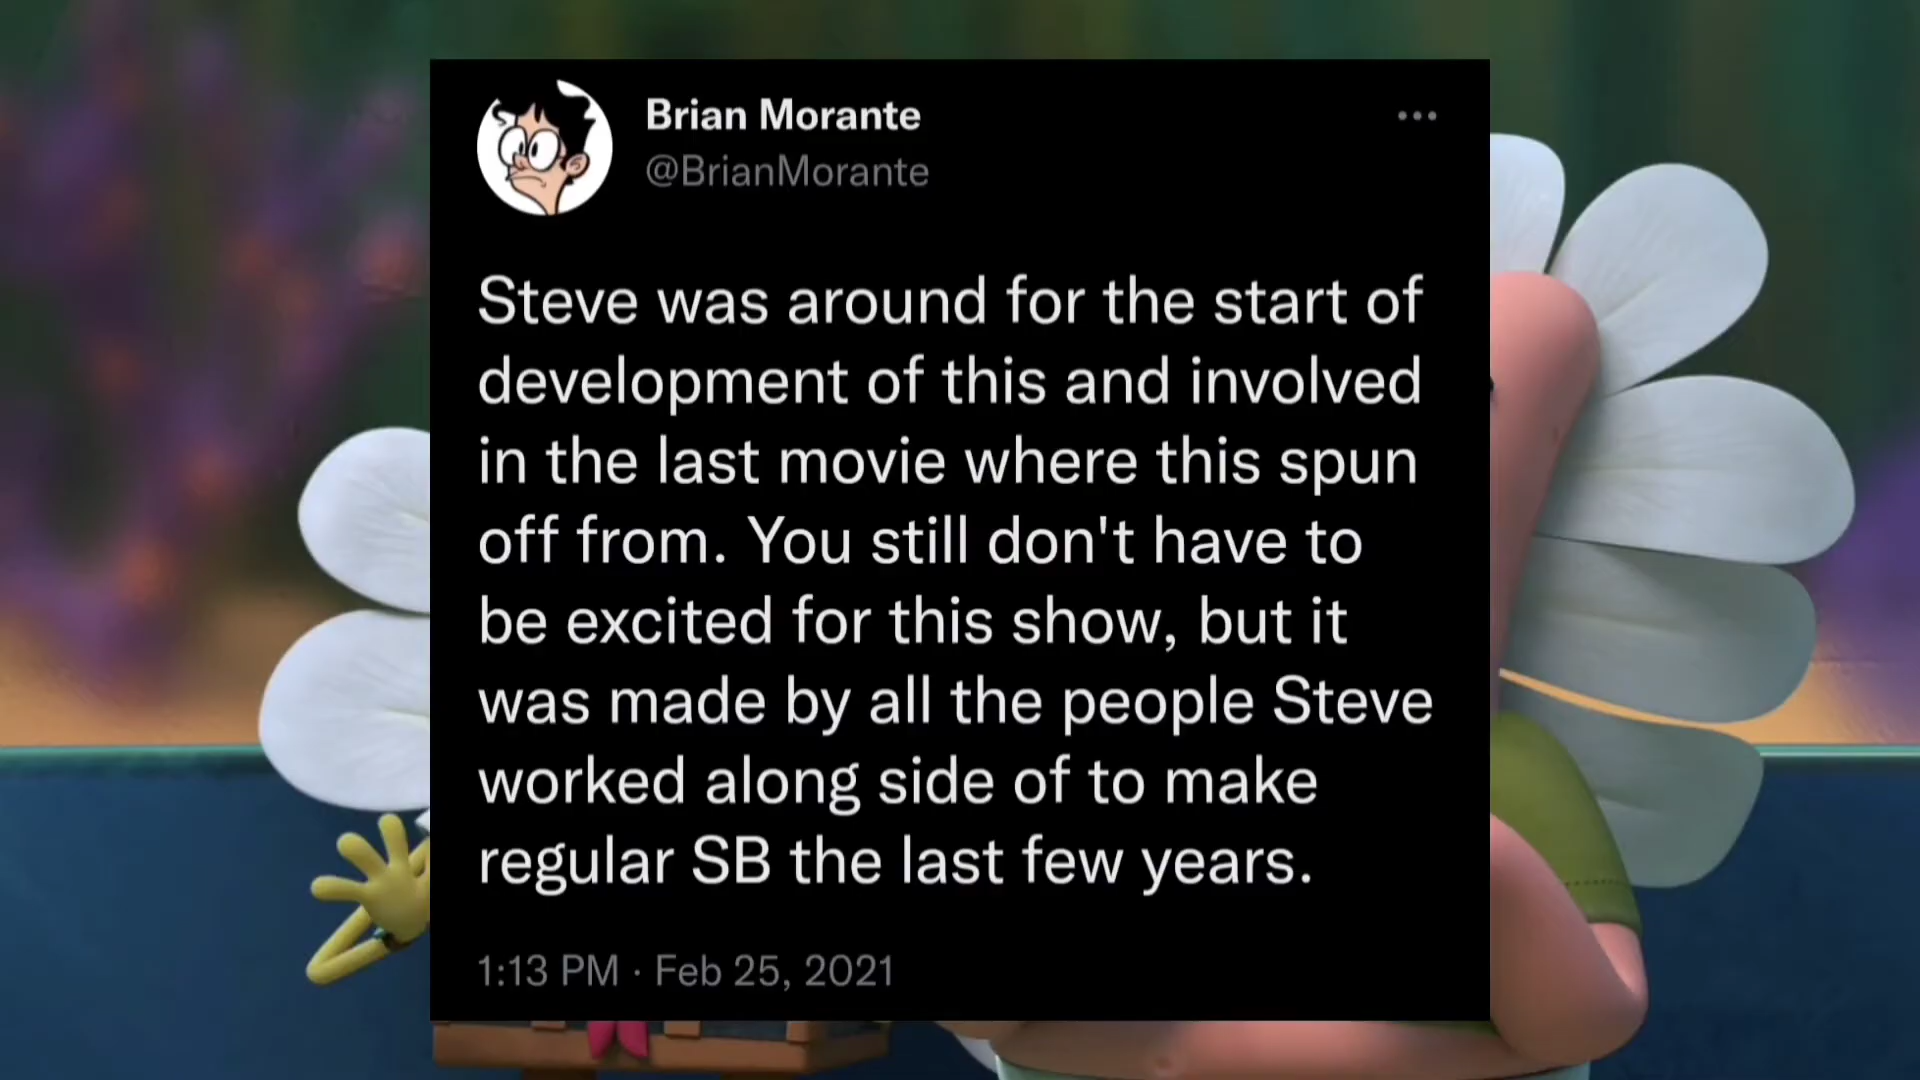 Brian Morante
@BrianMorante
Steve was around for the start of
development of this and involved
in the last movie where this spun
off from. You still don't have to
be excited for this show, but it
was made by all the people Steve
worked along side of to make
regular SB the last few years.
1:13 PM · Feb 25, 2021